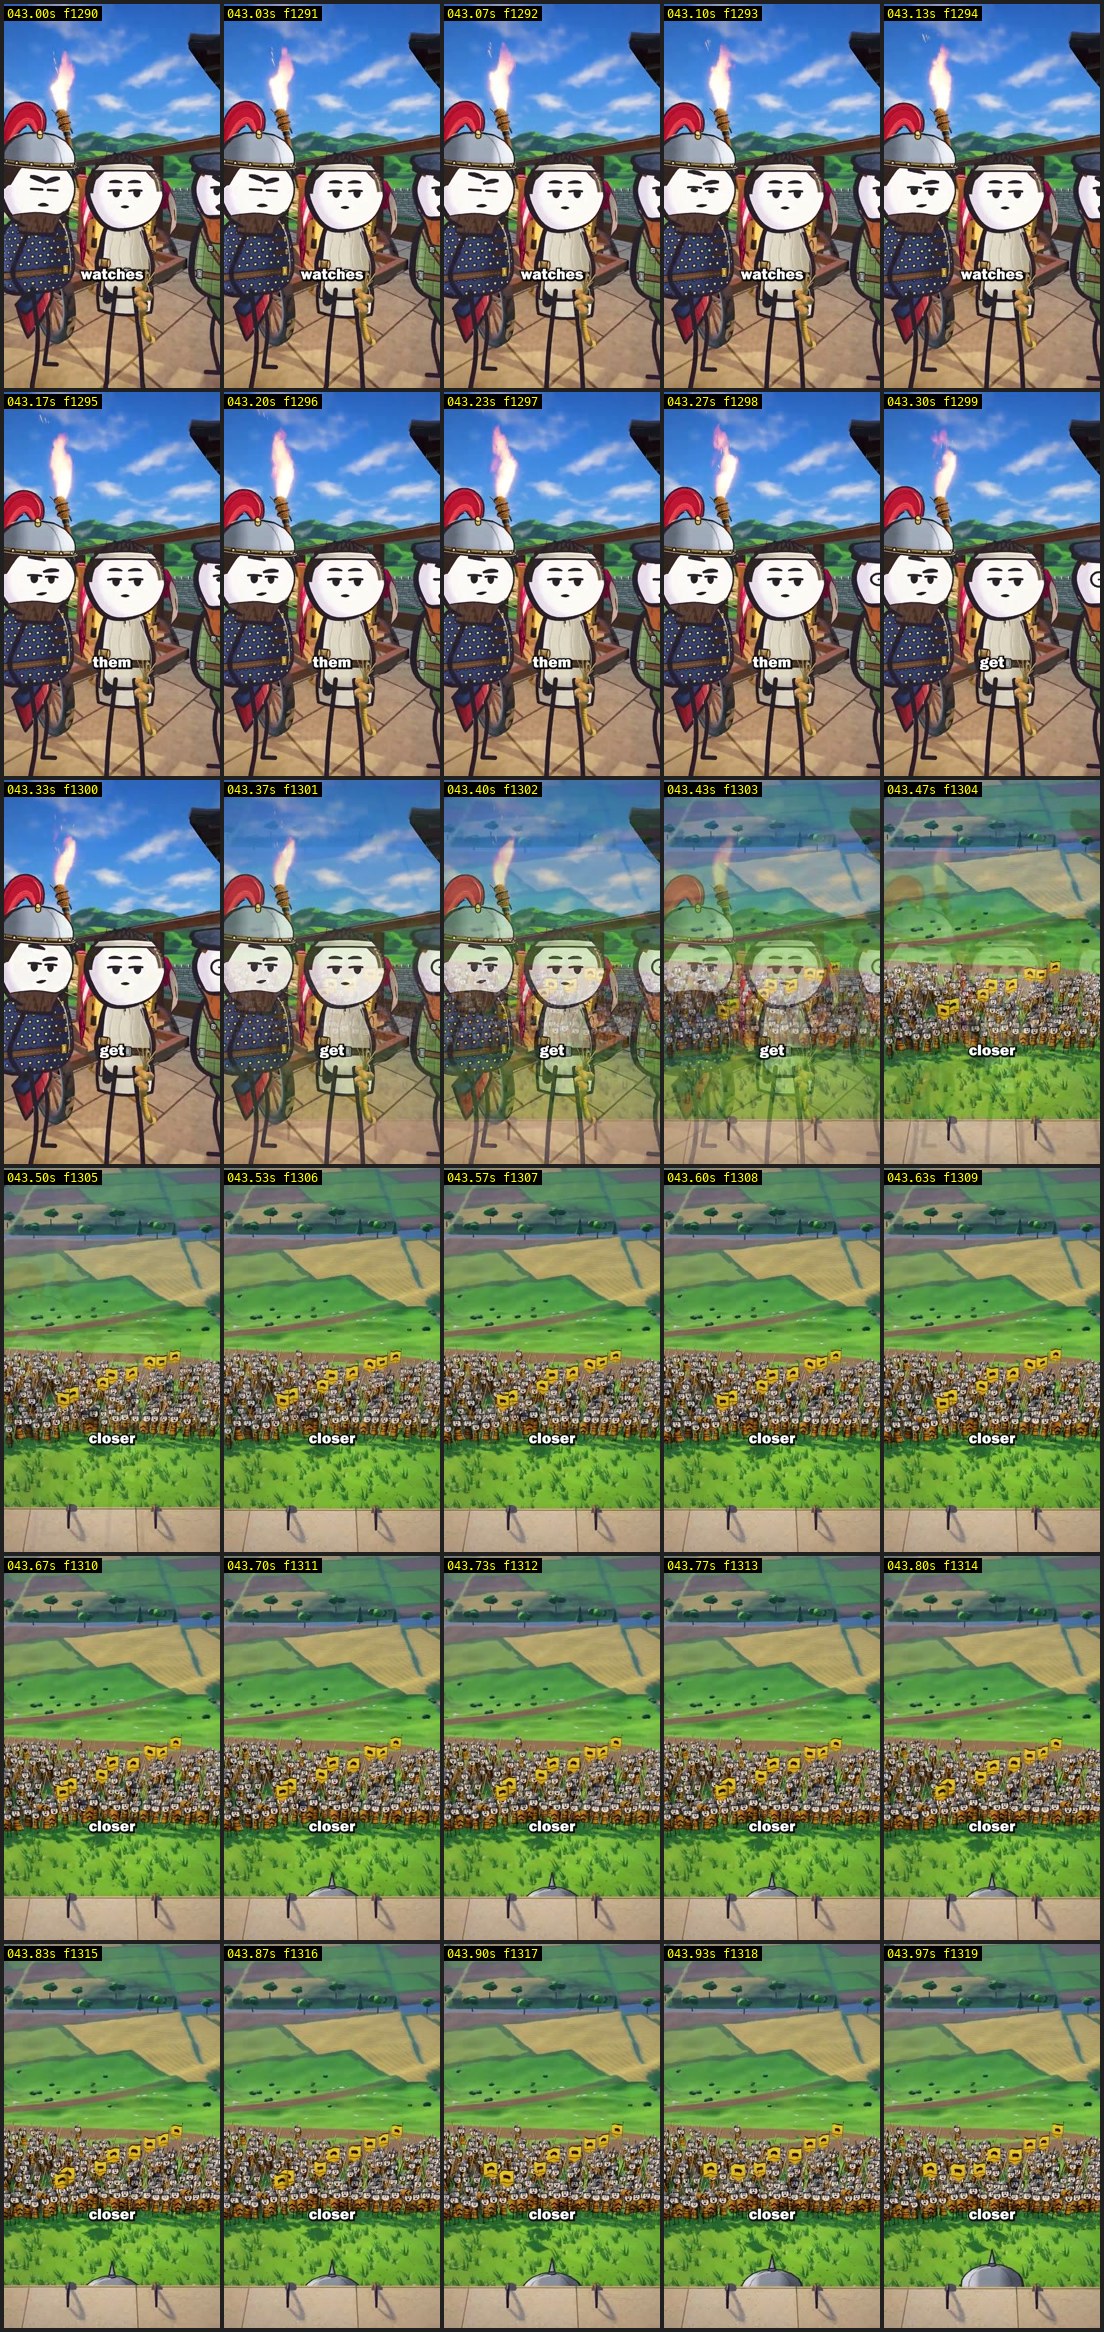 043.00s f1290 043.03s f1291 043.07s f1292 043.10s f1293 043.13s f1294
watches watches watches watches watches
043.17s f1295 043.20s f1296 043.23s f1297 043.27s f1298 043.30s f1299
them them them them get
043.33s f1300 043.37s f1301 043.40s f1302 043.43s f1303 043.47s f1304
get get get get closer
043.50s f1305 043.53s f1306 043.57s f1307 043.60s f1308 043.63s f1309
closer closer closer closer closer
043.67s f1310 043.70s f1311 043.73s f1312 043.77s f1313 043.80s f1314
closer closer closer closer closer
043.83s f1315 043.87s f1316 043.90s f1317 043.93s f1318 043.97s f1319
closer closer closer closer closer